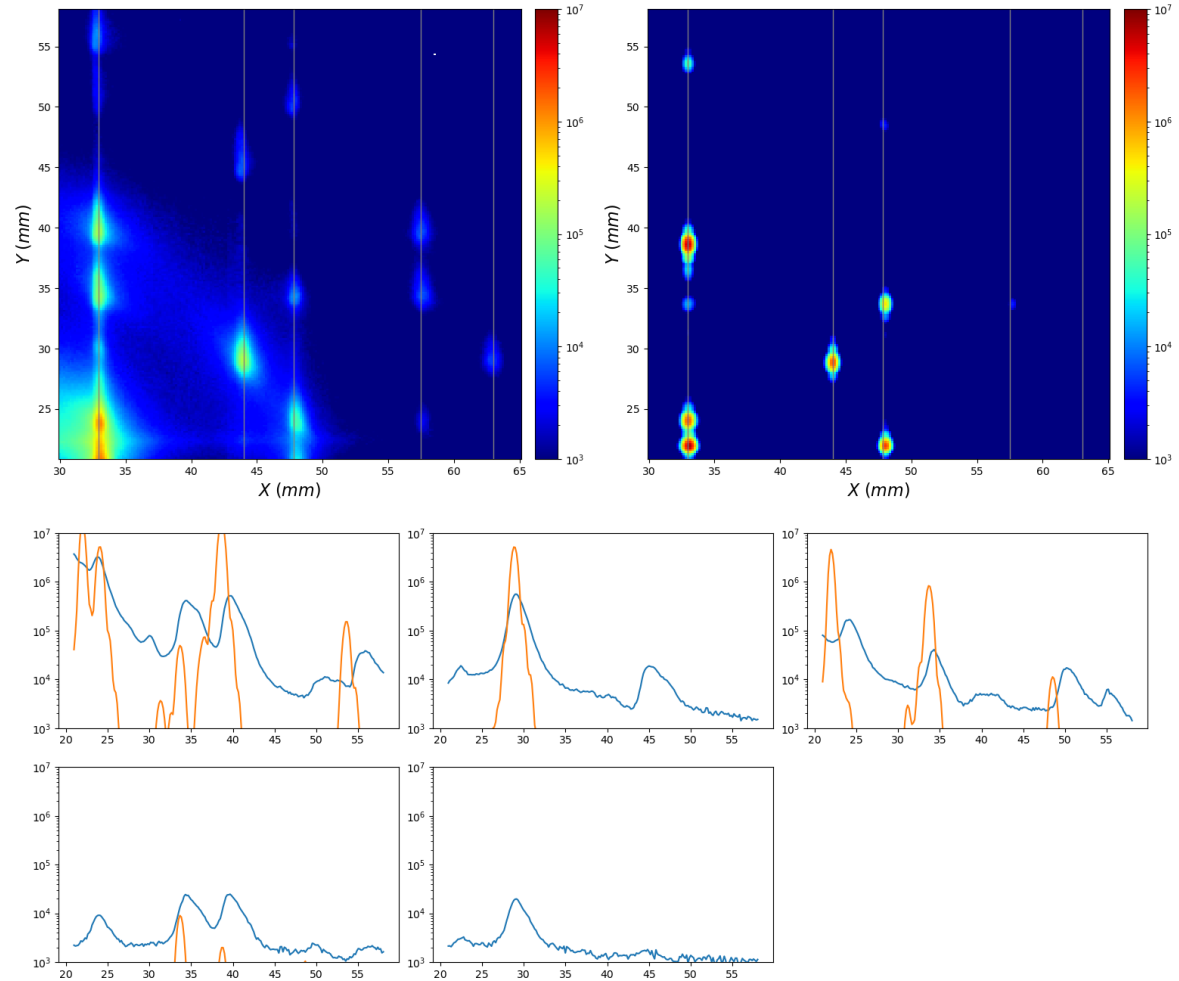 10^7
10^7
55
55
10^6
10^6
50
50
45
45
Y (mm)
Y (mm)
40
10^5
40
10^5
35
35
30
10^4
30
10^4
25
25
10^3
10^3
30 35 40 45 50 55 60 65
30 35 40 45 50 55 60 65
X (mm)
X (mm)
10^7 10^7 10^7
10^6 10^6 10^6
10^5 10^5 10^5
10^4 10^4 10^4
10^3 10^3 10^3
20 25 30 35 40 45 50 55
20 25 30 35 40 45 50 55
20 25 30 35 40 45 50 55
10^7 10^7
10^6 10^6
10^5 10^5
10^4 10^4
10^3 10^3
20 25 30 35 40 45 50 55
20 25 30 35 40 45 50 55